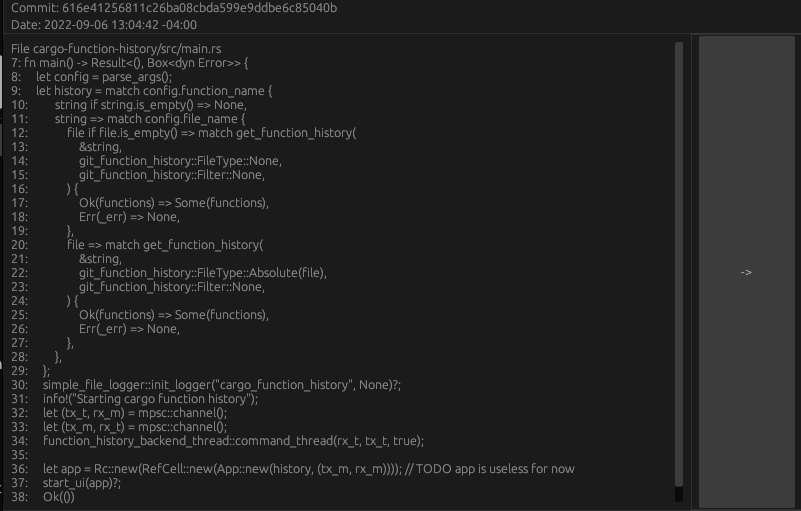 Commit: 616e41256811c26ba08cbda599e9ddbe6c85040b
Date: 2022-09-06 13:04:42 -04:00
File cargo-function-history/src/main.rs
7: fn main() -> Result<(), Box<dyn Error>> {
8:     let config = parse_args();
9:     let history = match config.function_name {
10:         string if string.is_empty() => None,
11:         string => match config.file_name {
12:             file if file.is_empty() => match get_function_history(
13:                 &string,
14:                 git_function_history::FileType::None,
15:                 git_function_history::Filter::None,
16:             ) {
17:                 Ok(functions) => Some(functions),
18:                 Err(_err) => None,
19:             },
20:             file => match get_function_history(
21:                 &string,
22:                 git_function_history::FileType::Absolute(file),
23:                 git_function_history::Filter::None,
24:             ) {
25:                 Ok(functions) => Some(functions),
26:                 Err(_err) => None,
27:             },
28:         },
29:     };
30:     simple_file_logger::init_logger("cargo_function_history", None)?;
31:     info!("Starting cargo function history");
32:     let (tx_t, rx_m) = mpsc::channel();
33:     let (tx_m, rx_t) = mpsc::channel();
34:     function_history_backend_thread::command_thread(rx_t, tx_t, true);
35:
36:     let app = Rc::new(RefCell::new(App::new(history, (tx_m, rx_m)))); // TODO app is useless for now
37:     start_ui(app)?;
38:     Ok(())
->